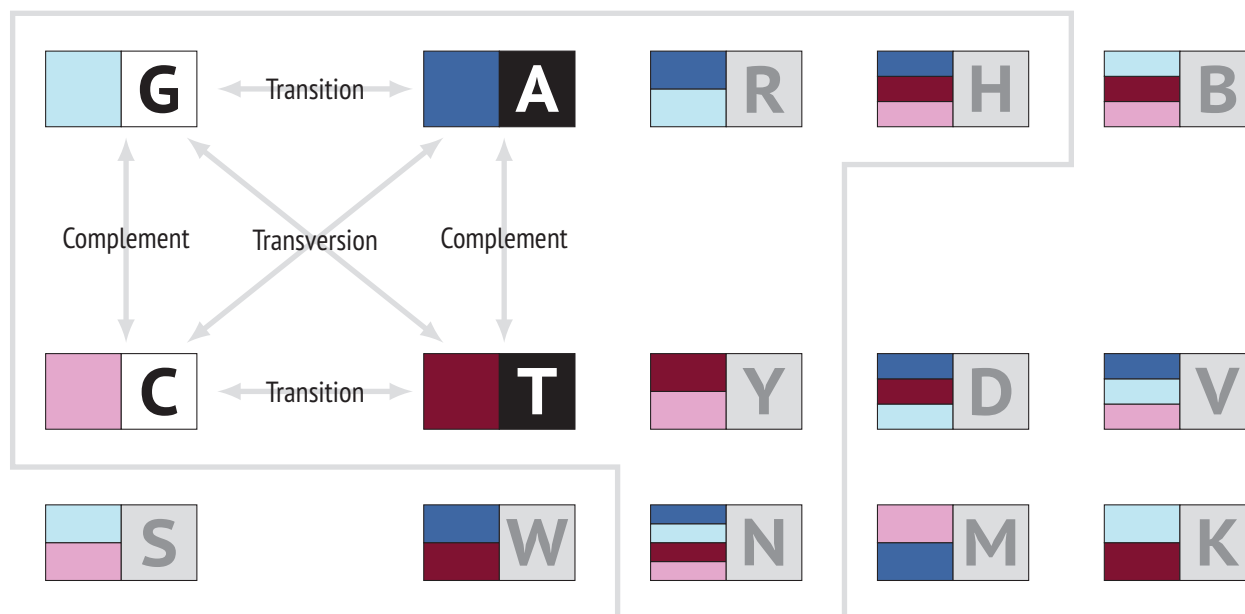 G Transition A R H B
Complement Transversion Complement
C Transition T Y D V
S W N M K